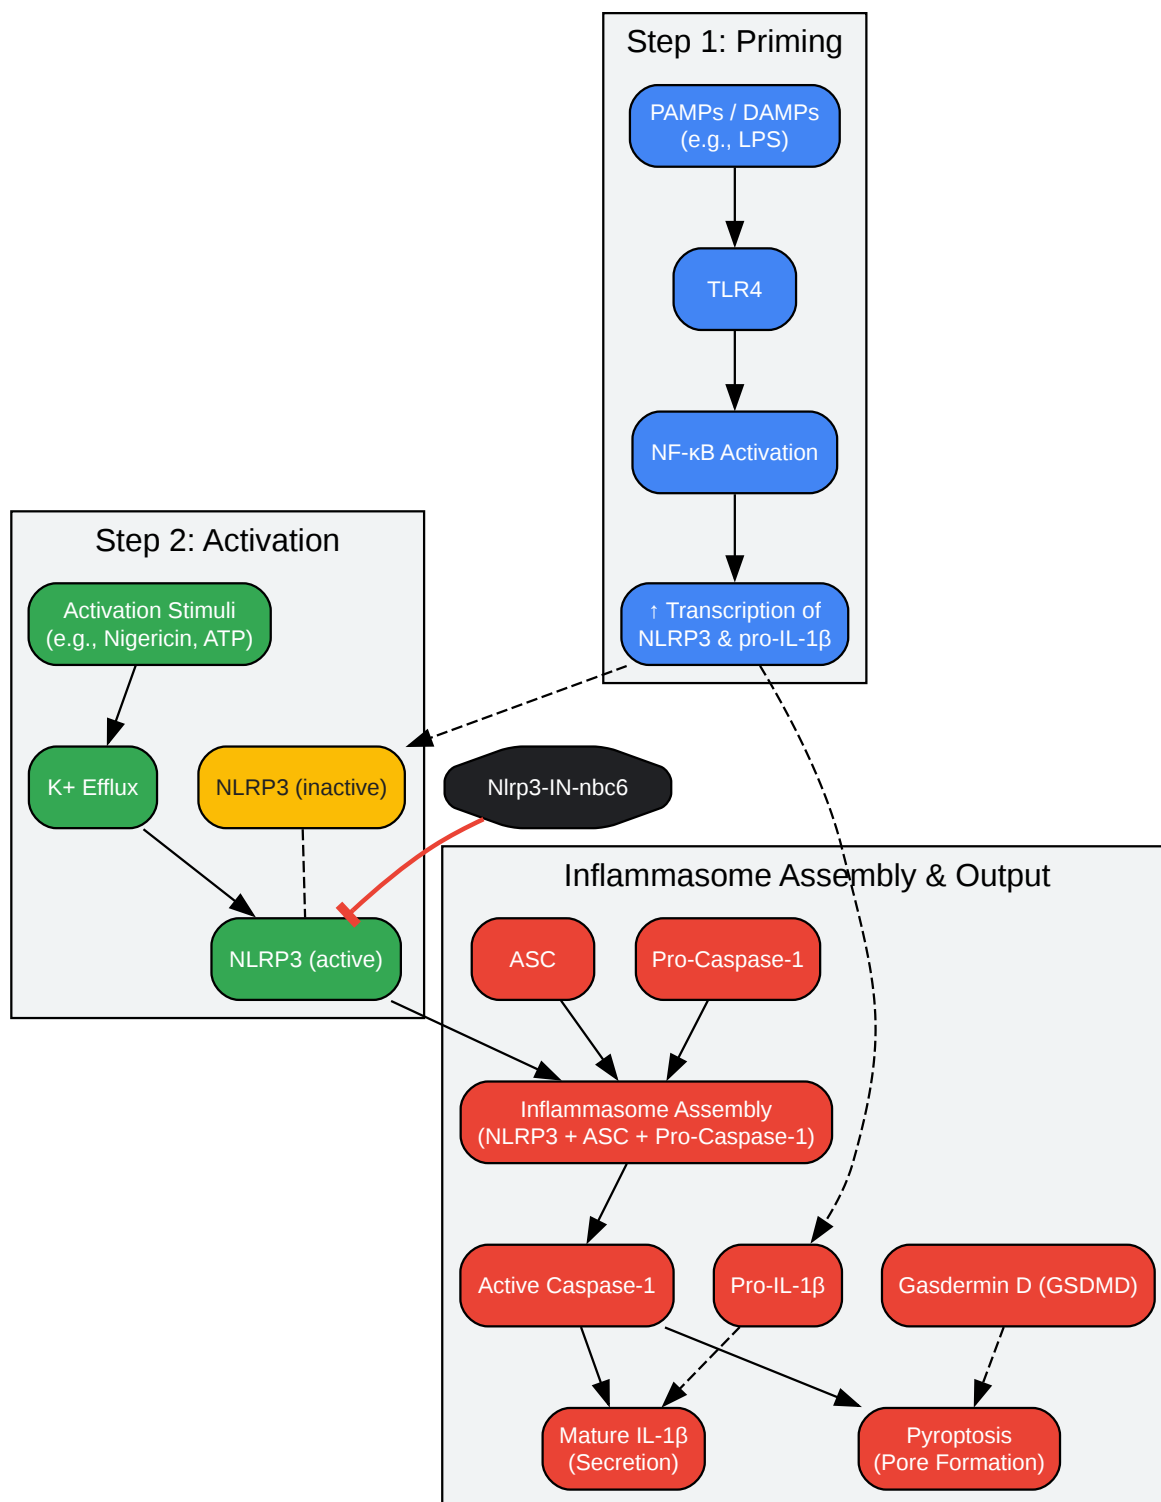 Step 1: Priming
PAMPs / DAMPs
(e.g., LPS)
TLR4
NF-κB Activation
↑ Transcription of
NLRP3 & pro-IL-1β
Step 2: Activation
Activation Stimuli
(e.g., Nigericin, ATP)
K+ Efflux
NLRP3 (inactive)
Nlrp3-IN-nbc6
NLRP3 (active)
Inflammasome Assembly & Output
ASC
Pro-Caspase-1
Inflammasome Assembly
(NLRP3 + ASC + Pro-Caspase-1)
Active Caspase-1
Pro-IL-1β
Gasdermin D (GSDMD)
Mature IL-1β
(Secretion)
Pyroptosis
(Pore Formation)